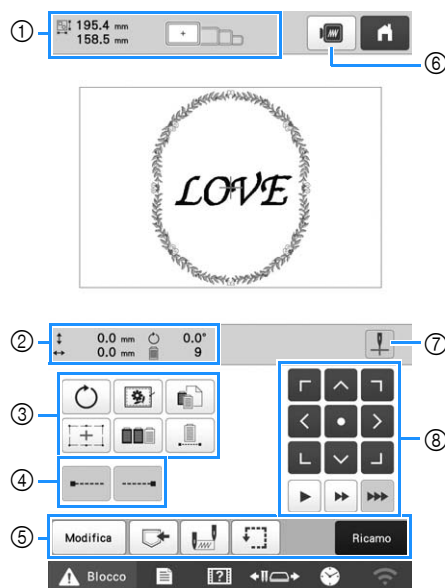 ① 195.4 mm
158.5 mm
⑥
LOVE
② 0.0 mm 0.0°
0.0 mm 9
⑦
③
⑧
④
⑤ Modifica Ricamo
Blocco